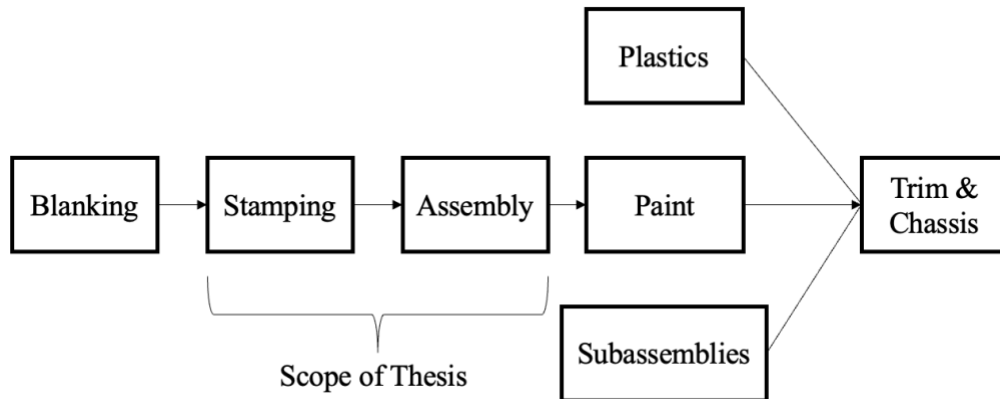 Plastics
Blanking
Stamping
Assembly
Paint
Trim &
Chassis
Subassemblies
Scope of Thesis